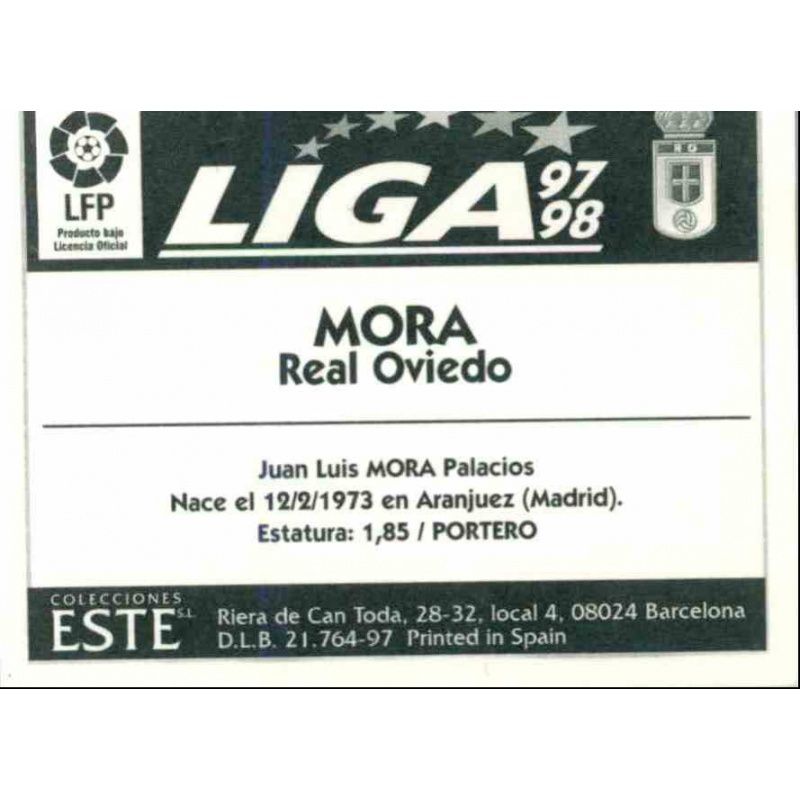 LFP
Producto bajo
Licencia Oficial
LIGA 97 98
MORA
Real Oviedo
Juan Luis MORA Palacios
Nace el 12/2/1973 en Aranjuez (Madrid).
Estatura: 1,85 / PORTERO
COLECCIONES
ESTE S.L.
Riera de Can Toda, 28-32, local 4, 08024 Barcelona
D.L.B. 21.764-97 Printed in Spain